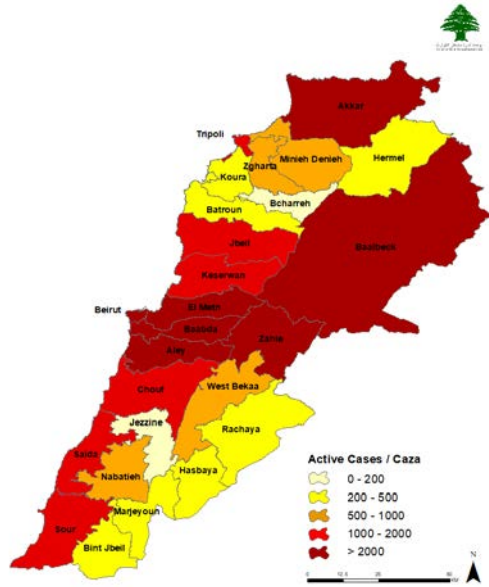 Akkar
Tripoli
Zgharta
Minieh Denieh
Hermel
Koura
Bcharreh
Batroun
Jbeil
Baalbeck
Keserwan
Beirut
El Metn
Baabda
Zahle
Aley
Chouf
West Bekaa
Jezzine
Rachaya
Saida
Hasbaya
Nabatieh
Marjeyoun
Sour
Bint Jbeil
Active Cases / Caza
0 - 200
200 - 500
500 - 1000
1000 - 2000
> 2000
N